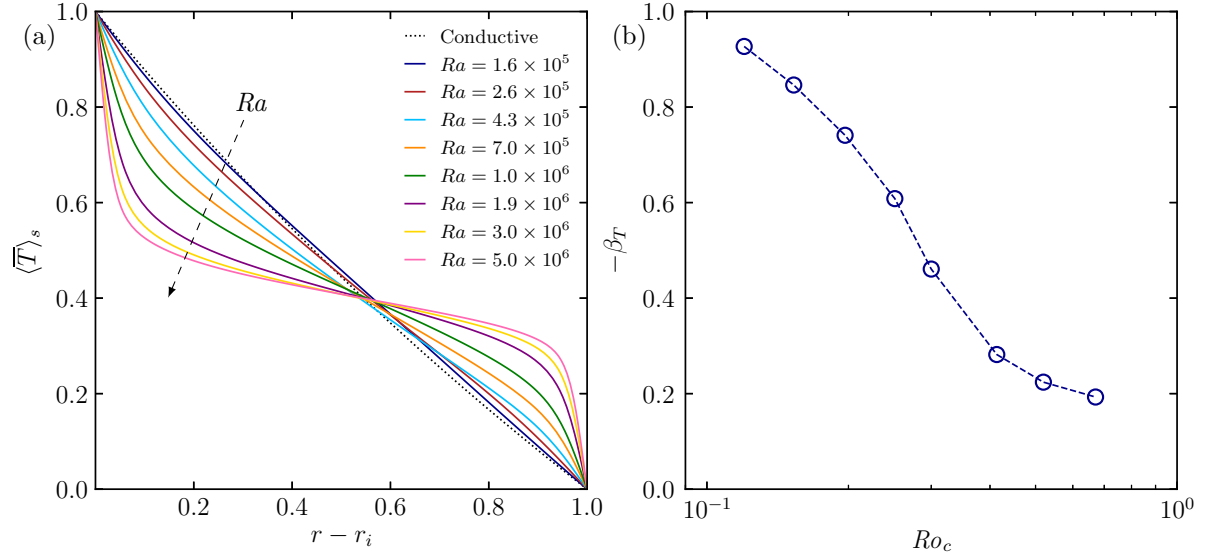 (a)
1.0
0.8
0.6
0.4
0.2
0.0
⟨T̅⟩ₛ
Ra
Conductive
Ra = 1.6 × 10⁵
Ra = 2.6 × 10⁵
Ra = 4.3 × 10⁵
Ra = 7.0 × 10⁵
Ra = 1.0 × 10⁶
Ra = 1.9 × 10⁶
Ra = 3.0 × 10⁶
Ra = 5.0 × 10⁶
0.2 0.4 0.6 0.8 1.0
r − rᵢ
(b)
1.0
0.8
0.6
0.4
0.2
0.0
−β_T
10⁻¹ 10⁰
Ro_c